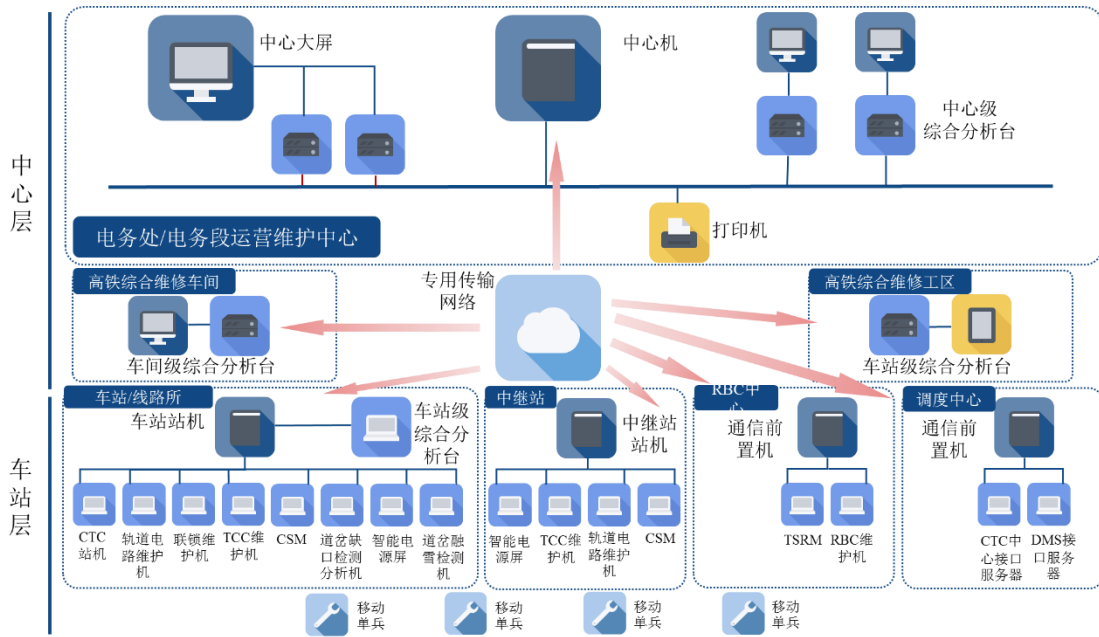 中心层
中心大屏
中心机
中心级
综合分析台
打印机
电务处/电务段运营维护中心
专用传输
网络
高铁综合维修车间
车间级综合分析台
高铁综合维修工区
车站级综合分析台
车站层
车站/线路所
车站站机
车站级
综合分
析台
CTC
站机
轨道电
路维护
机
联锁维
护机
TCC维
护机
CSM
道岔缺
口检测
分析机
智能电
源屏
道岔融
雪检测
机
中继站
中继站
站机
智能电
源屏
TCC维
护机
轨道电
路维护
机
CSM
RBC中
心
通信前
置机
TSRM
RBC维
护机
调度中心
通信前
置机
CTC中
心接口
服务器
DMS接
口服务
器
移动
单兵
移动
单兵
移动
单兵
移动
单兵